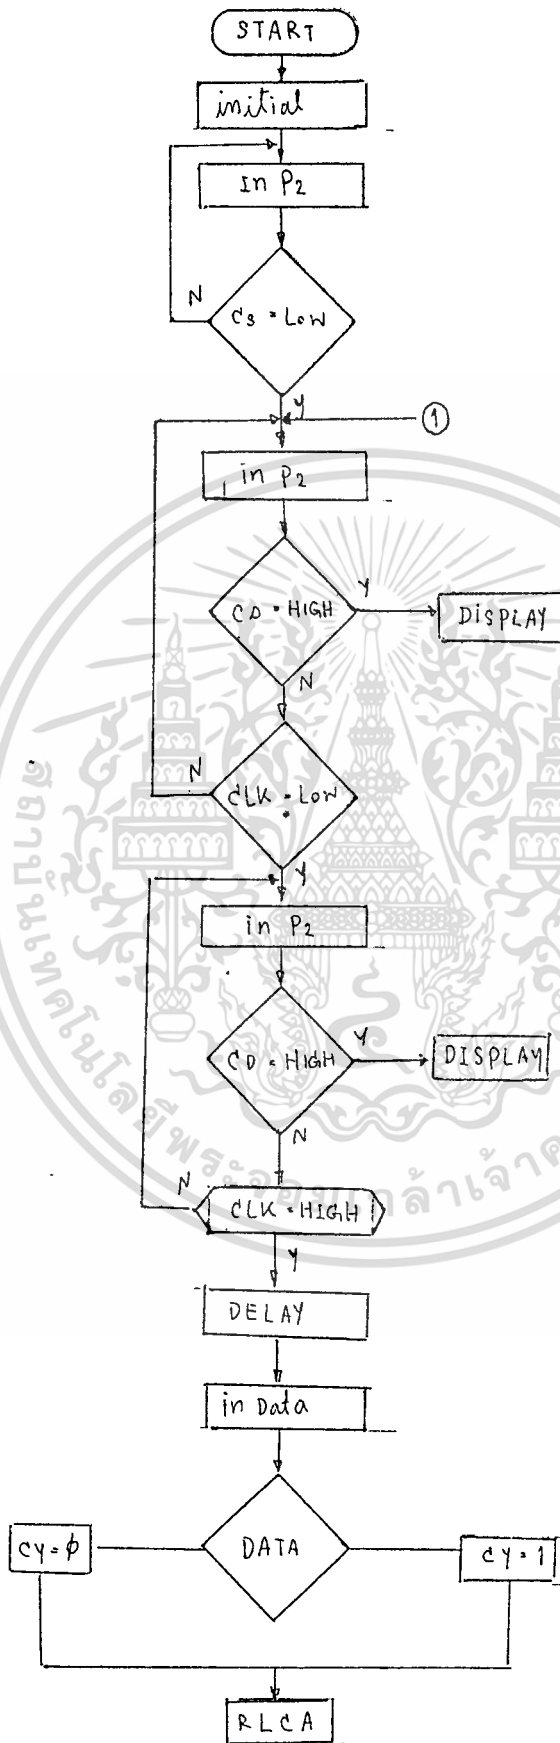 START
initial
In P2
N
CS = LOW
Y
1
in P2
Y
CD = HIGH
DISPLAY
N
N
CLK = LOW
Y
in P2
Y
CD = HIGH
DISPLAY
N
N
CLK = HIGH
Y
DELAY
in Data
CY = φ
DATA
CY = 1
RLCA